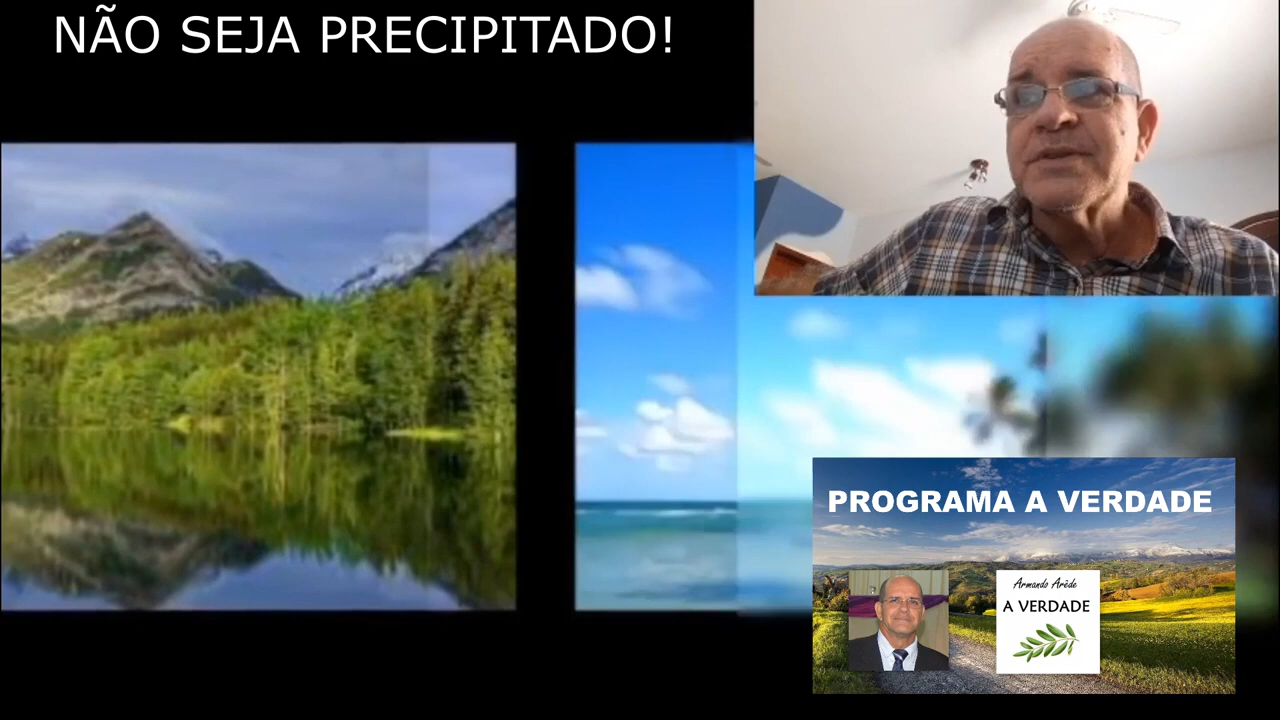 NÃO SEJA PRECIPITADO!
PROGRAMA A VERDADE
Armando Arêde
A VERDADE